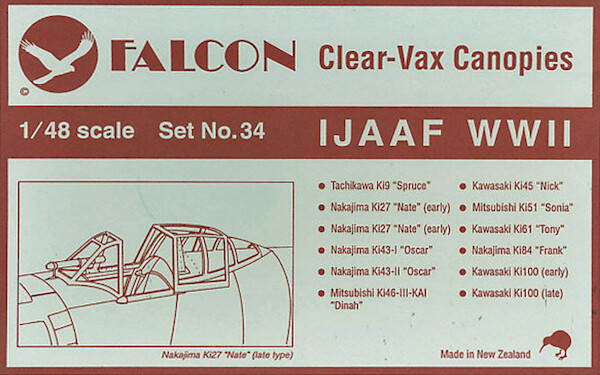 FALCON Clear-Vax Canopies
©
1/48 scale Set No.34 IJAAF WWII
Tachikawa Ki9 "Spruce"
Nakajima Ki27 "Nate" (early)
Nakajima Ki27 "Nate" (early)
Nakajima Ki43-I "Oscar"
Nakajima Ki43-II "Oscar"
Mitsubishi Ki46-III-KAI
"Dinah"
Kawasaki Ki45 "Nick"
Mitsubishi Ki51 "Sonia"
Kawasaki Ki61 "Tony"
Nakajima Ki84 "Frank"
Kawasaki Ki100 (early)
Kawasaki Ki100 (late)
Nakajima Ki27 "Nate" (late type)
Made in New Zealand